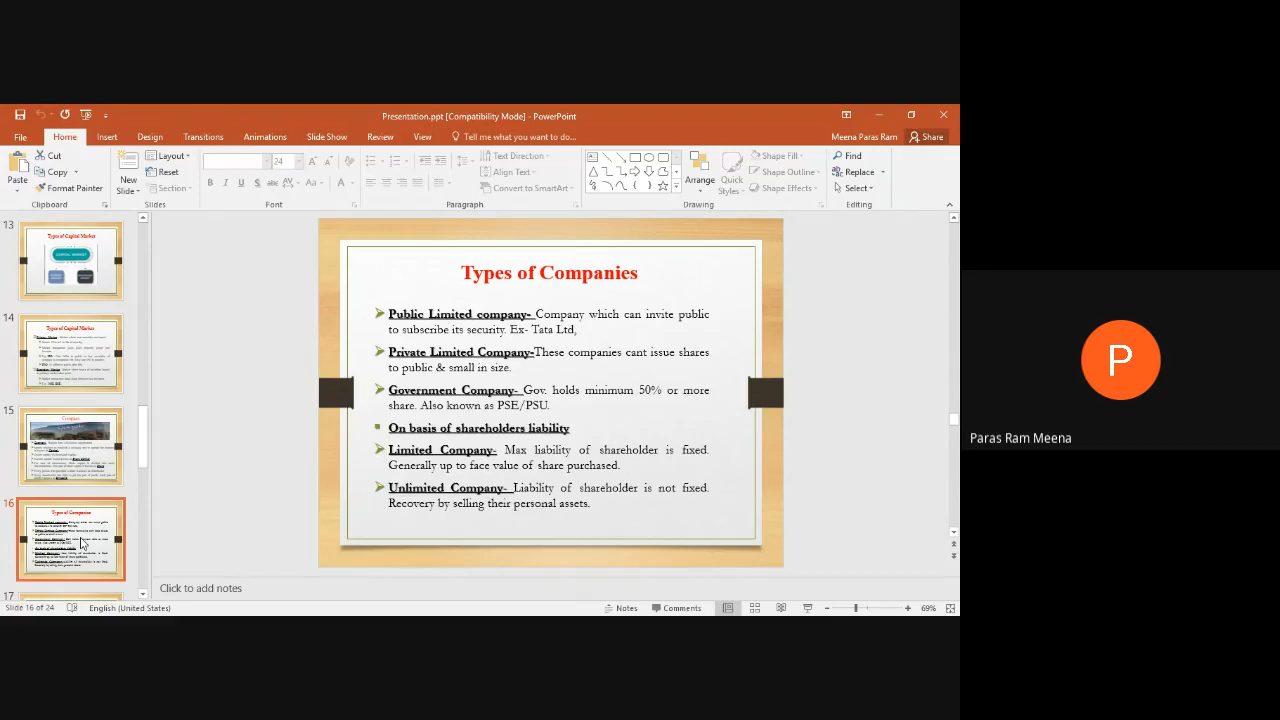 Presentation.ppt [Compatibility Mode] - PowerPoint
File Home Insert Design Transitions Animations Slide Show Review View Tell me what you want to do... Meena Paras Ram Share
Paste Cut Copy Format Painter
Clipboard
New Slide Layout Reset Section
Slides
24
Font
Text Direction Align Text Convert to SmartArt
Paragraph
Arrange Quick Styles Shape Fill Shape Outline Shape Effects
Drawing
Find Replace Select
Editing
13
Types of Capital Market
14
Types of Capital Market
15
Company
16
Types of Companies
17
Types of Companies
Public Limited company- Company which can invite public
to subscribe its security. Ex- Tata Ltd,
Private Limited Company-These companies cant issue shares
to public & small in size.
Government Company- Gov. holds minimum 50% or more
share. Also known as PSE/PSU.
On basis of shareholders liability
Limited Company- Max liability of shareholder is fixed.
Generally up to face value of share purchased.
Unlimited Company- Liability of shareholder is not fixed.
Recovery by selling their personal assets.
Click to add notes
Slide 16 of 24 English (United States) Notes Comments 69%
P
Paras Ram Meena